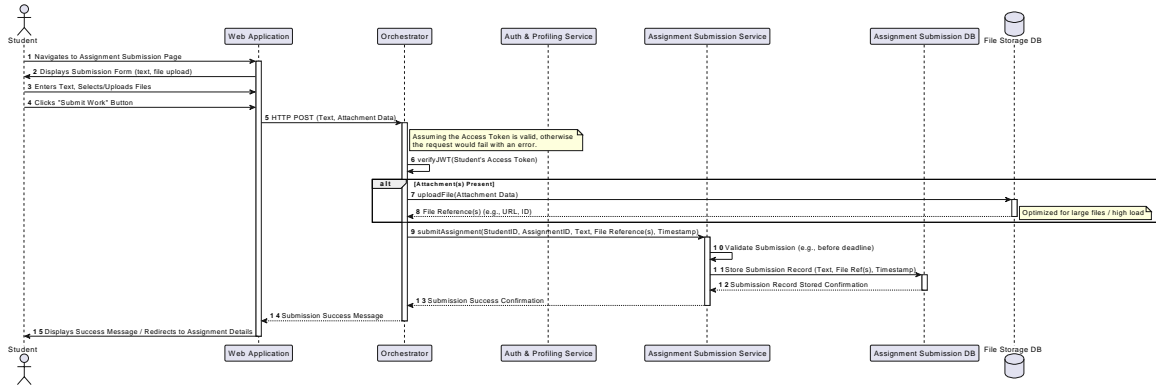 Student
Web Application
Orchestrator
Auth & Profiling Service
Assignment Submission Service
Assignment Submission DB
File Storage DB
1 Navigates to Assignment Submission Page
2 Displays Submission Form (text, file upload)
3 Enters Text, Selects/Uploads Files
4 Clicks "Submit Work" Button
5 HTTP POST (Text, Attachment Data)
Assuming the Access Token is valid, otherwise
the request would fail with an error.
6 verifyJWT(Student's Access Token)
alt
[Attachment(s) Present]
7 uploadFile(Attachment Data)
8 File Reference(s) (e.g., URL, ID)
Optimized for large files / high load
9 submitAssignment(StudentID, AssignmentID, Text, File Reference(s), Timestamp)
10 Validate Submission (e.g., before deadline)
11 Store Submission Record (Text, File Ref(s), Timestamp)
12 Submission Record Stored Confirmation
13 Submission Success Confirmation
14 Submission Success Message
15 Displays Success Message / Redirects to Assignment Details
Student
Web Application
Orchestrator
Auth & Profiling Service
Assignment Submission Service
Assignment Submission DB
File Storage DB